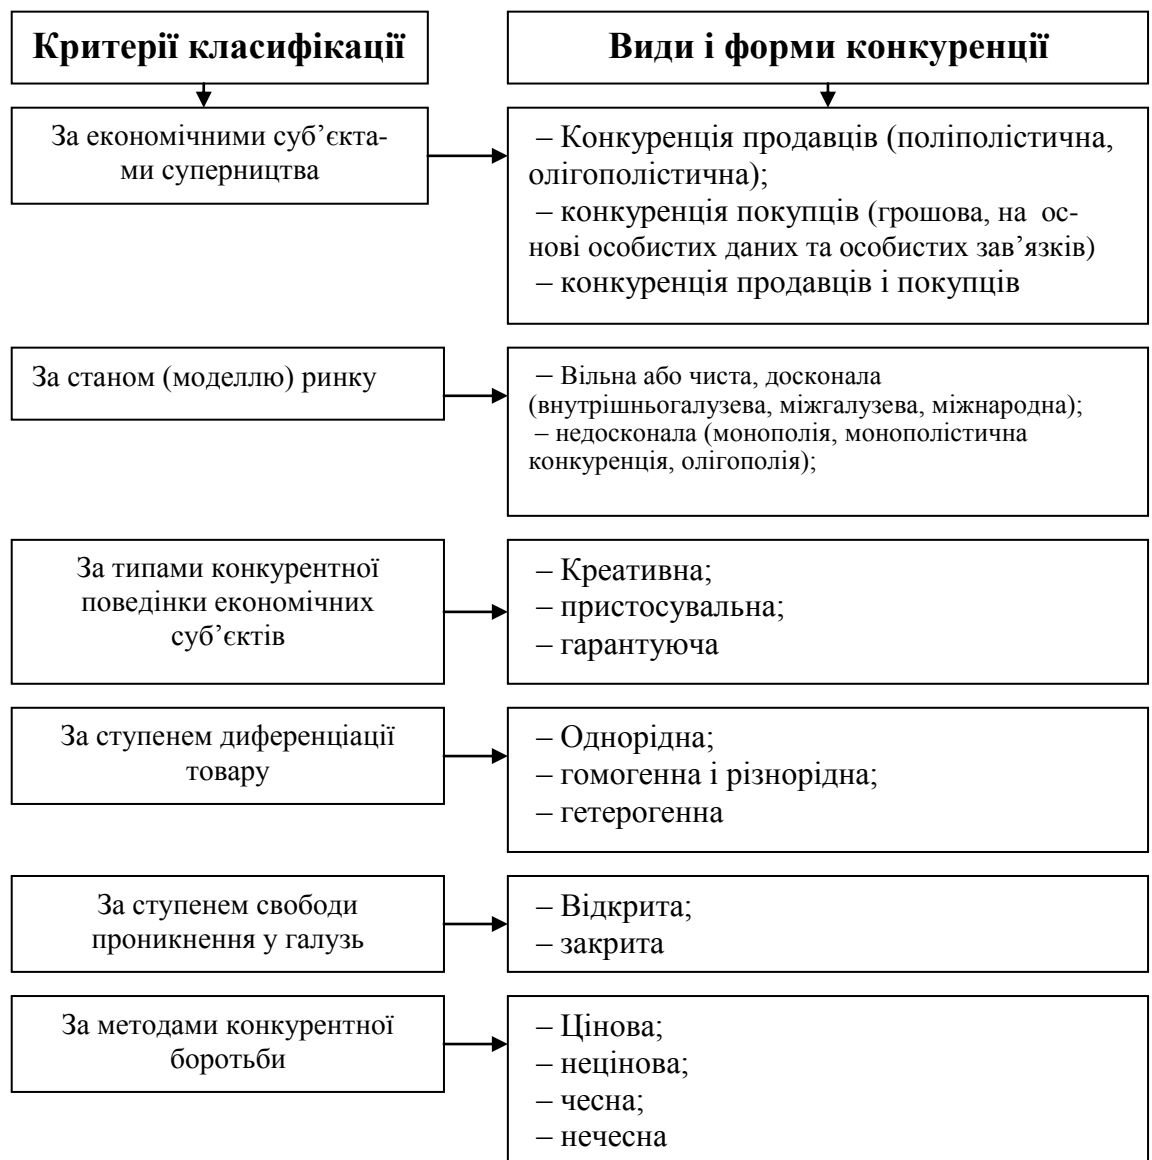 Критерії класифікації
Види і форми конкуренції
За економічними суб’єкта-
ми суперництва
– Конкуренція продавців (поліполістична,
олігополістична);
– конкуренція покупців (грошова, на ос-
нові особистих даних та особистих зав’язків)
– конкуренція продавців і покупців
За станом (моделлю) ринку
– Вільна або чиста, досконала
(внутрішньогалузева, міжгалузева, міжнародна);
– недосконала (монополія, монополістична
конкуренція, олігополія);
За типами конкурентної
поведінки економічних
суб’єктів
– Креативна;
– пристосувальна;
– гарантуюча
За ступенем диференціації
товару
– Однорідна;
– гомогенна і різнорідна;
– гетерогенна
За ступенем свободи
проникнення у галузь
– Відкрита;
– закрита
За методами конкурентної
боротьби
– Цінова;
– нецінова;
– чесна;
– нечесна